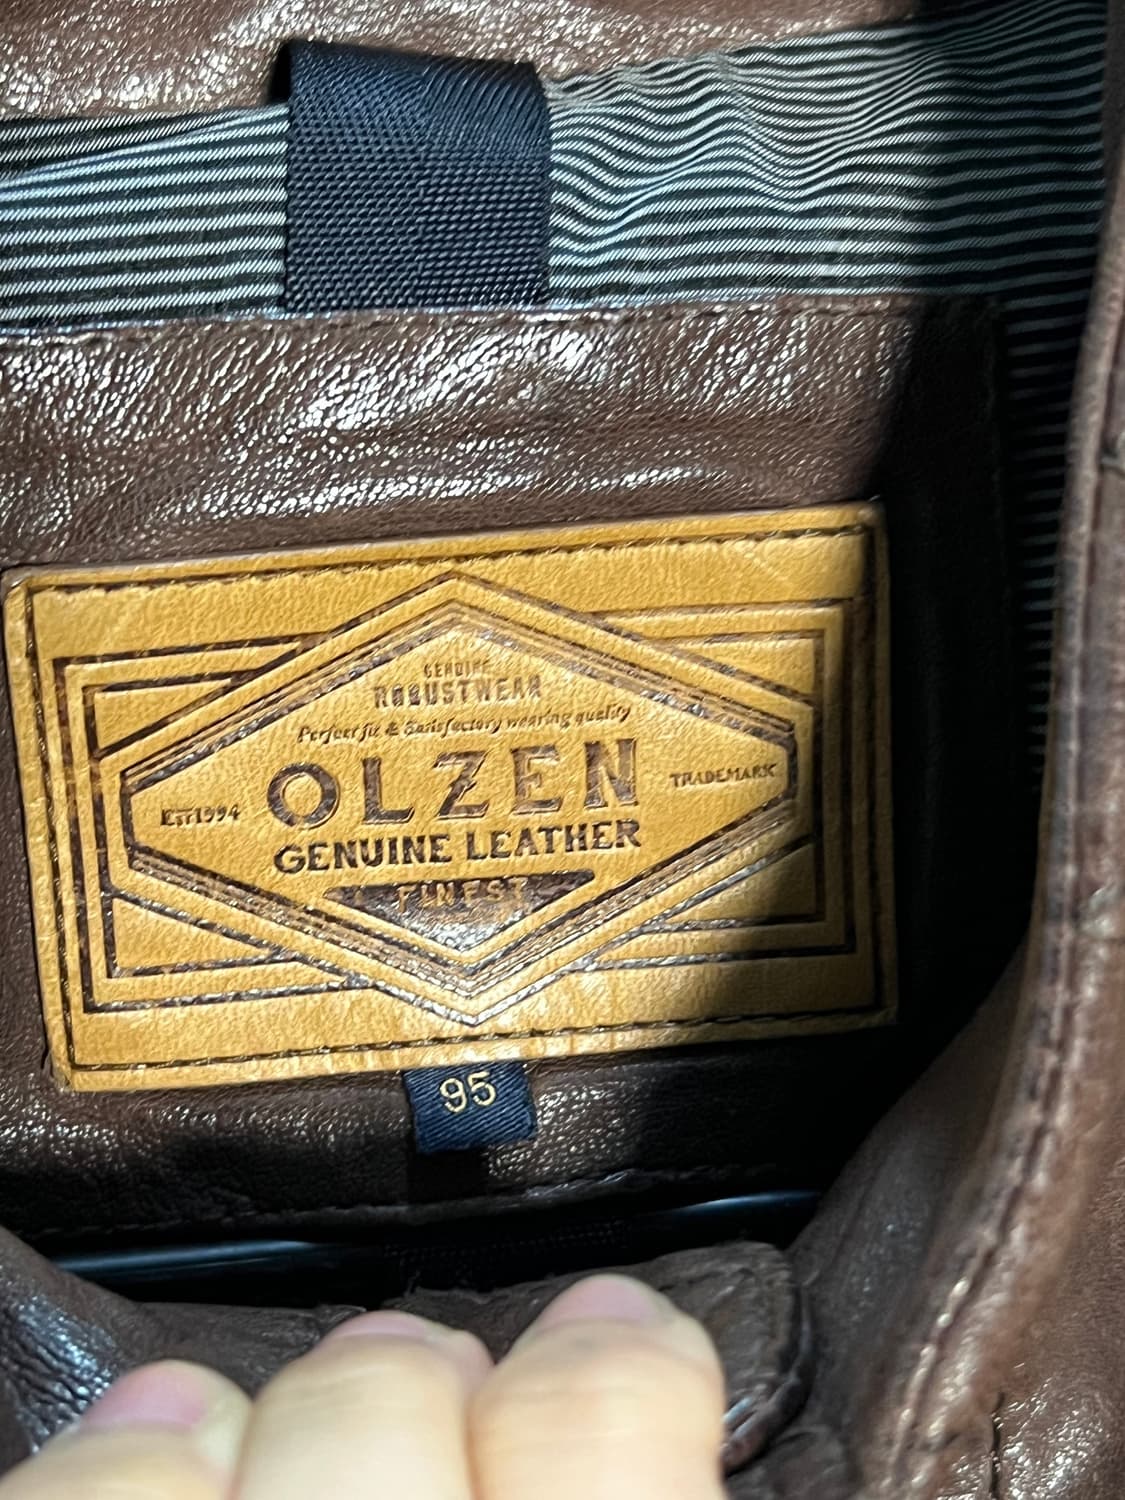 GENUINE
ROBUSTWEAR
Perfect fit & Satisfactory wearing quality
OLZEN
EST1994
TRADEMARK
GENUINE LEATHER
FINEST
95